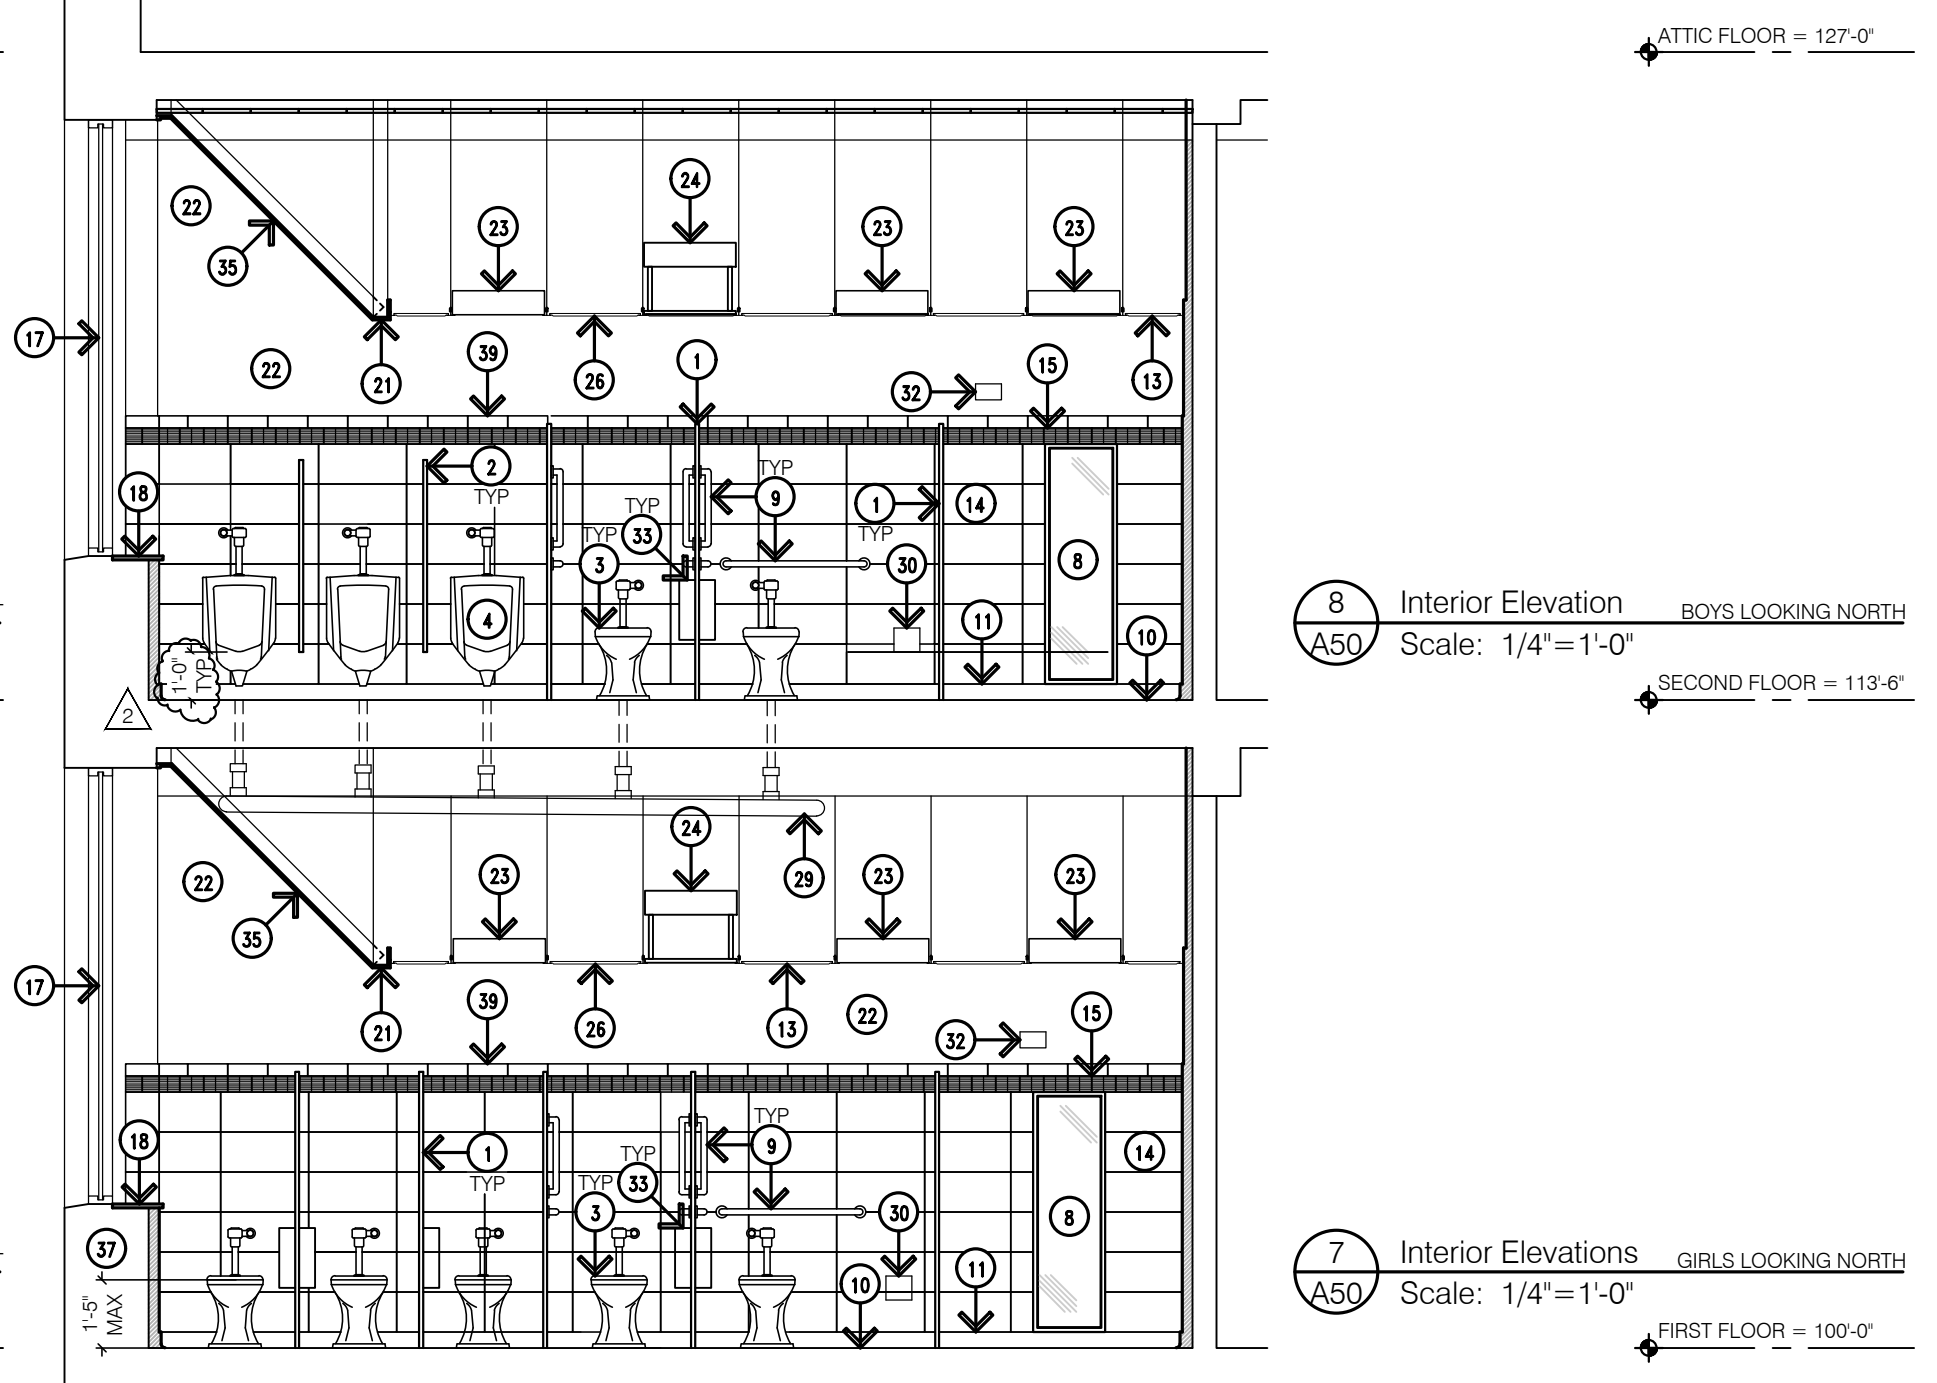 ATTIC FLOOR = 127'-0"
24
22
23
23
23
35
17
39
1
15
22
21
26
32
13
2
TYP
18
TYP
9
1
14
TYP
TYP
33
TYP
3
30
8
4
11
10
1'-0"
TYP
2
8
A50
Interior Elevation
BOYS LOOKING NORTH
Scale: 1/4"=1'-0"
SECOND FLOOR = 113'-6"
24
22
23
29
23
23
35
17
39
22
15
21
26
13
32
TYP
18
1
9
14
TYP
TYP
33
TYP
3
30
8
37
10
11
1'-5"
MAX
7
A50
Interior Elevations
GIRLS LOOKING NORTH
Scale: 1/4"=1'-0"
FIRST FLOOR = 100'-0"